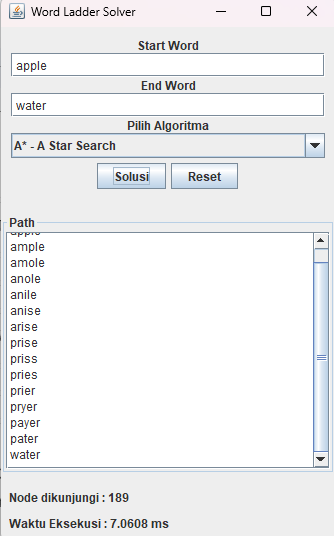 Word Ladder Solver
Start Word
apple
End Word
water
Pilih Algoritma
A* - A Star Search
Solusi Reset
Path
apple
ample
amole
anole
anile
anise
arise
prise
priss
pries
prier
pryer
payer
pater
water
Node dikunjungi : 189
Waktu Eksekusi : 7.0608 ms